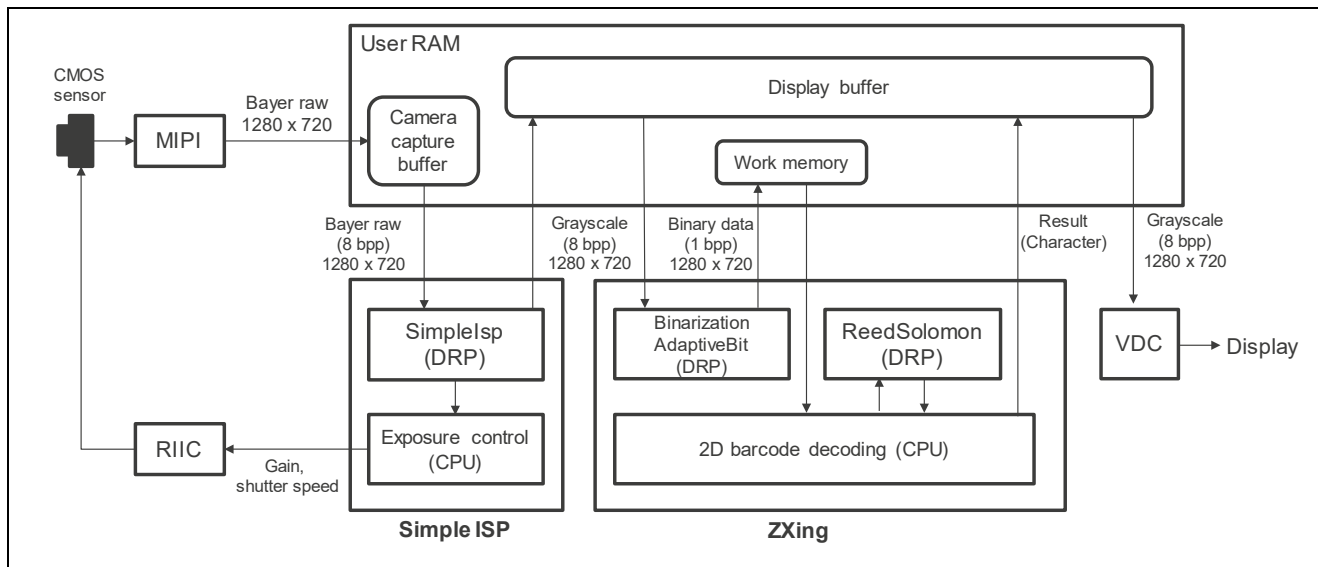 User RAM
CMOS
sensor
Bayer raw
1280 x 720
MIPI
Camera
capture
buffer
Display buffer
Work memory
Bayer raw
(8 bpp)
1280 x 720
Grayscale
(8 bpp)
1280 x 720
Binary data
(1 bpp)
1280 x 720
Result
(Character)
Grayscale
(8 bpp)
1280 x 720
SimpleIsp
(DRP)
Binarization
AdaptiveBit
(DRP)
ReedSolomon
(DRP)
VDC
Display
RIIC
Gain,
shutter speed
Exposure control
(CPU)
2D barcode decoding (CPU)
Simple ISP
ZXing